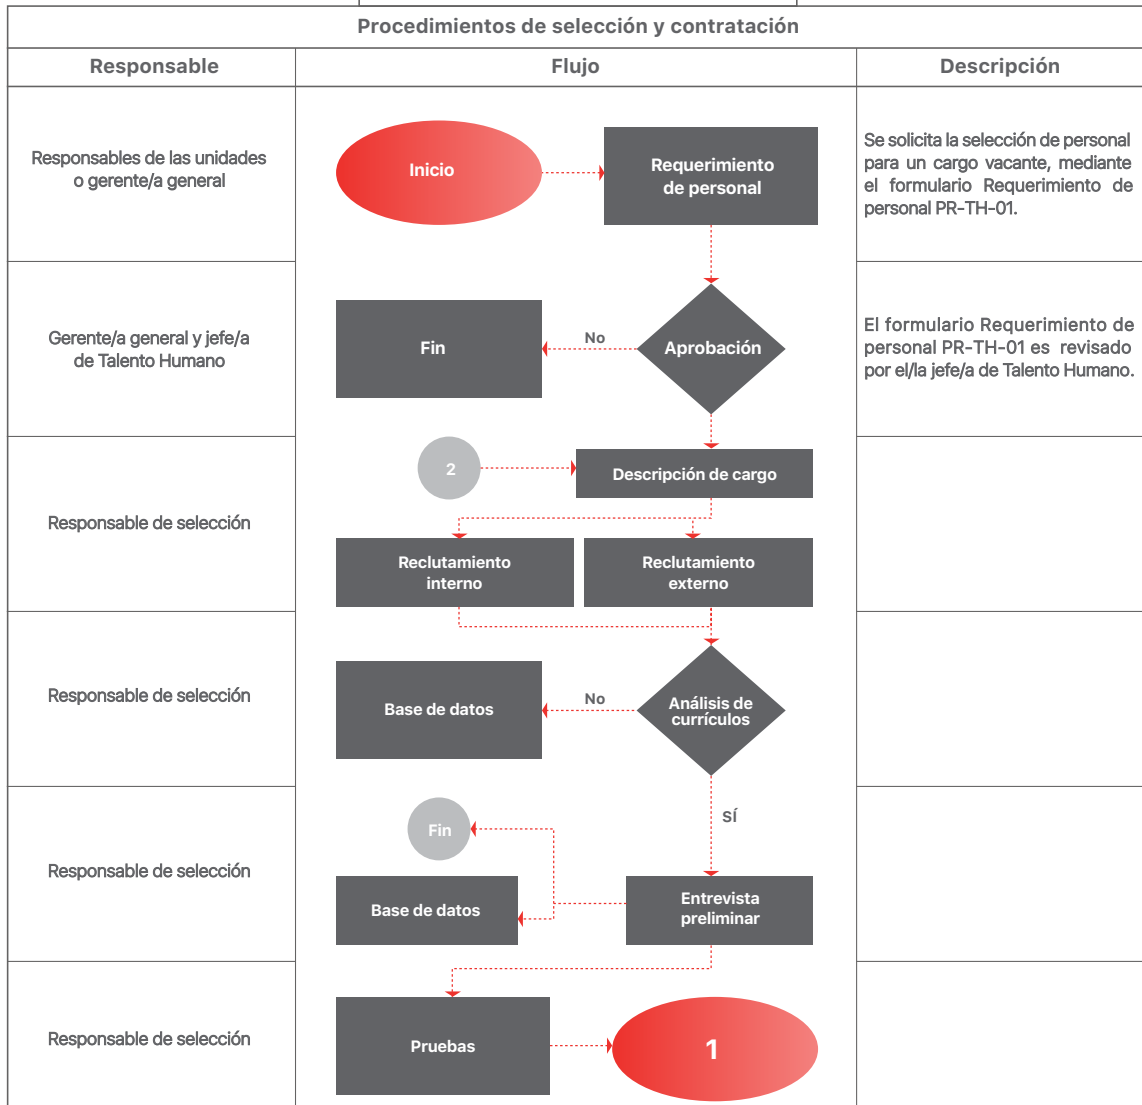 Procedimientos de selección y contratación
Responsable
Flujo
Descripción
Responsables de las unidades
o gerente/a general
Inicio
Requerimiento
de personal
Se solicita la selección de personal
para un cargo vacante, mediante
el formulario Requerimiento de
personal PR-TH-01.
Gerente/a general y jefe/a
de Talento Humano
Fin
No
Aprobación
El formulario Requerimiento de
personal PR-TH-01 es revisado
por el/la jefe/a de Talento Humano.
Responsable de selección
2
Descripción de cargo
Reclutamiento
interno
Reclutamiento
externo
Responsable de selección
Base de datos
No
Análisis de
currículos
SÍ
Responsable de selección
Fin
Base de datos
Entrevista
preliminar
Responsable de selección
Pruebas
1